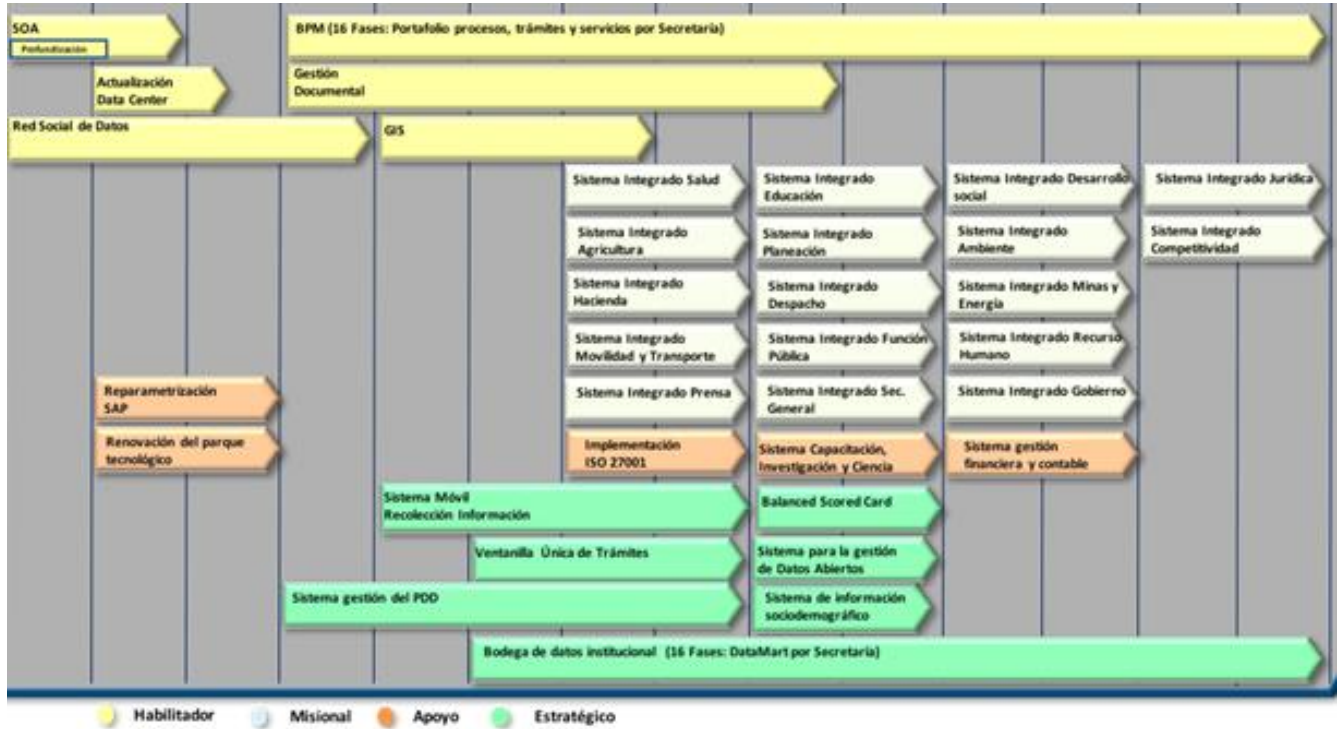 SOA
Profundización
BPM (16 Fases: Portafolio procesos, trámites y servicios por Secretaría)
Actualización
Data Center
Gestión
Documental
Red Social de Datos
GIS
Sistema Integrado Salud
Sistema Integrado
Educación
Sistema Integrado Desarrollo
social
Sistema Integrado Jurídica
Sistema Integrado
Agricultura
Sistema Integrado
Planeación
Sistema Integrado
Ambiente
Sistema Integrado
Competitividad
Sistema Integrado
Hacienda
Sistema Integrado
Despacho
Sistema Integrado Minas y
Energía
Sistema Integrado
Movilidad y Transporte
Sistema Integrado Función
Pública
Sistema Integrado Recurso
Humano
Reparametrización
SAP
Sistema Integrado Prensa
Sistema Integrado Sec.
General
Sistema Integrado Gobierno
Renovación del parque
tecnológico
Implementación
ISO 27001
Sistema Capacitación,
Investigación y Ciencia
Sistema gestión
financiera y contable
Sistema Móvil
Recolección Información
Balanced Scored Card
Ventanilla Única de Trámites
Sistema para la gestión
de Datos Abiertos
Sistema gestión del PDD
Sistema de información
sociodemográfico
Bodega de datos institucional (16 Fases: DataMart por Secretaría)
Habilitador
Misional
Apoyo
Estratégico